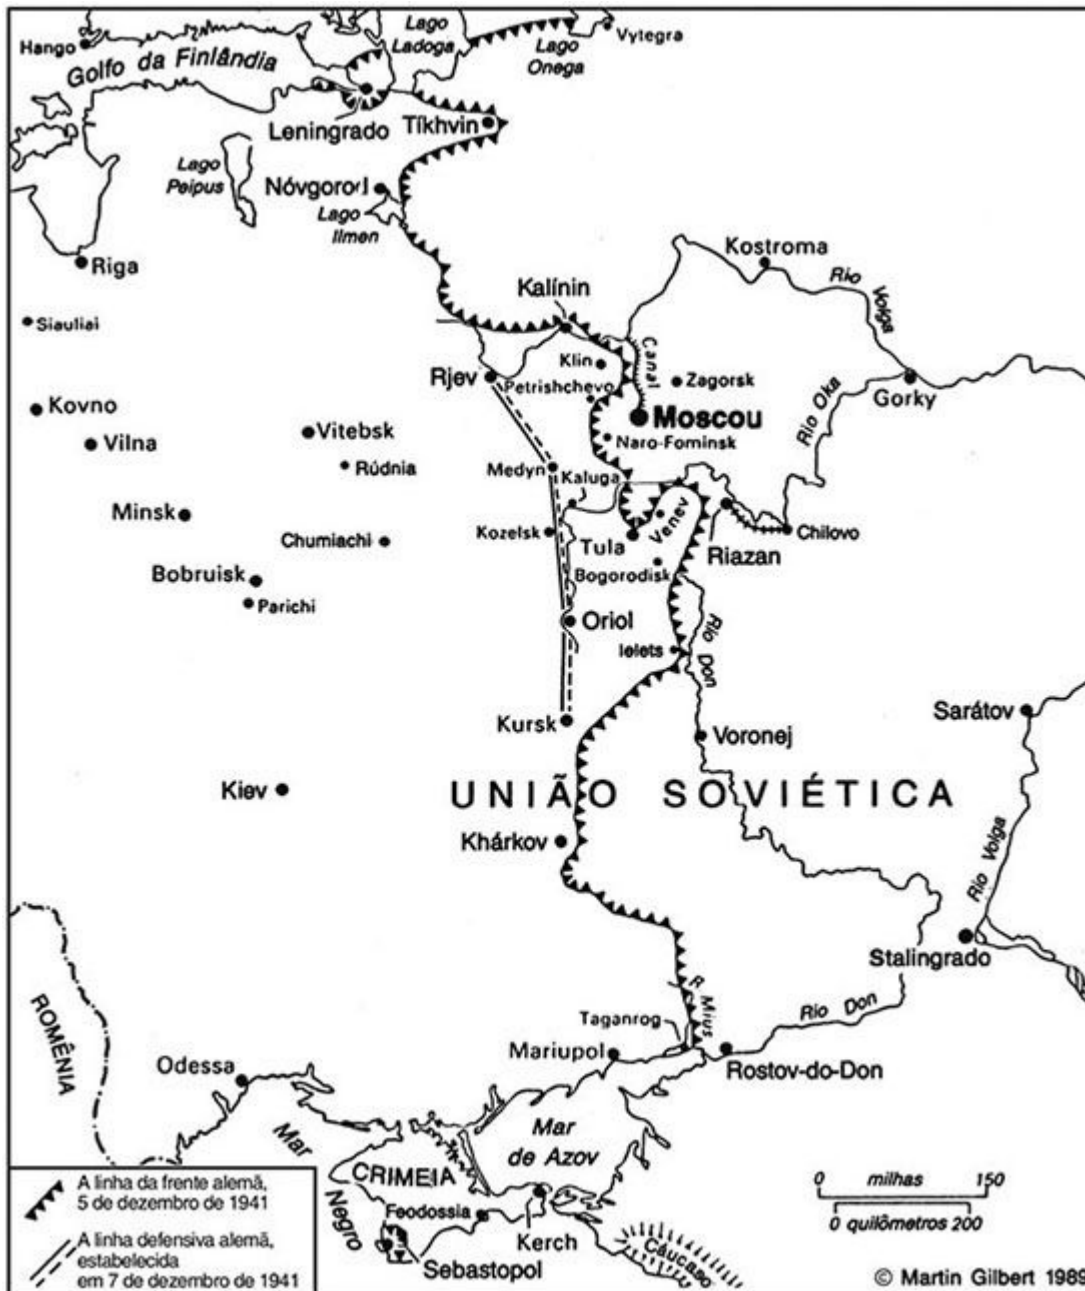 Hango
Golfo da Finlândia
Lago
Ladoga
Lago
Onega
Vytegra
Leningrado
Tíkhvin
Lago
Peipus
Nóvgorod
Lago
Ilmen
Riga
Kostroma
Rio Volga
Kalínin
Siauliai
Klin
Canal
Rjev
Petrishchevo
Zagorsk
Gorky
Kovno
Moscou
Rio Oka
Vilna
Vitebsk
Naro-Fominsk
Rúdnia
Medyn
Kaluga
Minsk
Venev
Chumiachi
Kozelsk
Tula
Riazan
Chilovo
Bobruisk
Bogorodisk
Parichi
Oriol
Ielets
Rio Don
Kursk
Voronej
Sarátov
Kiev
UNIÃO SOVIÉTICA
Khárkov
Rio Volga
Stalingrado
ROMÊNIA
R. Mius
Rio Don
Taganrog
Mariupol
Rostov-do-Don
Odessa
Mar Negro
Mar
de Azov
CRIMEIA
Feodossia
Kerch
Sebastopol
Cáucaso
0 milhas 150
0 quilômetros 200
A linha da frente alemã,
5 de dezembro de 1941
A linha defensiva alemã,
estabelecida
em 7 de dezembro de 1941
© Martin Gilbert 1989